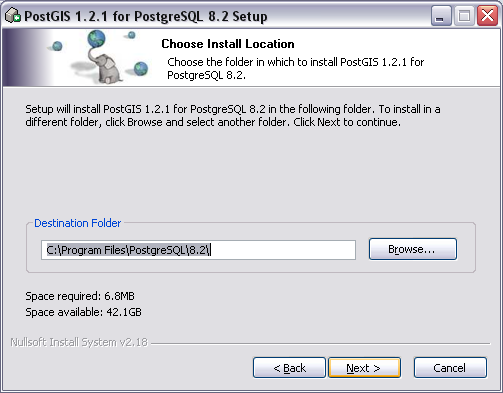 PostGIS 1.2.1 for PostgreSQL 8.2 Setup
Choose Install Location
Choose the folder in which to install PostGIS 1.2.1 for
PostgreSQL 8.2.
Setup will install PostGIS 1.2.1 for PostgreSQL 8.2 in the following folder. To install in a
different folder, click Browse and select another folder. Click Next to continue.
Destination Folder
C:\Program Files\PostgreSQL\8.2\
Browse...
Space required: 6.8MB
Space available: 42.1GB
Nullsoft Install System v2.18
< Back
Next >
Cancel